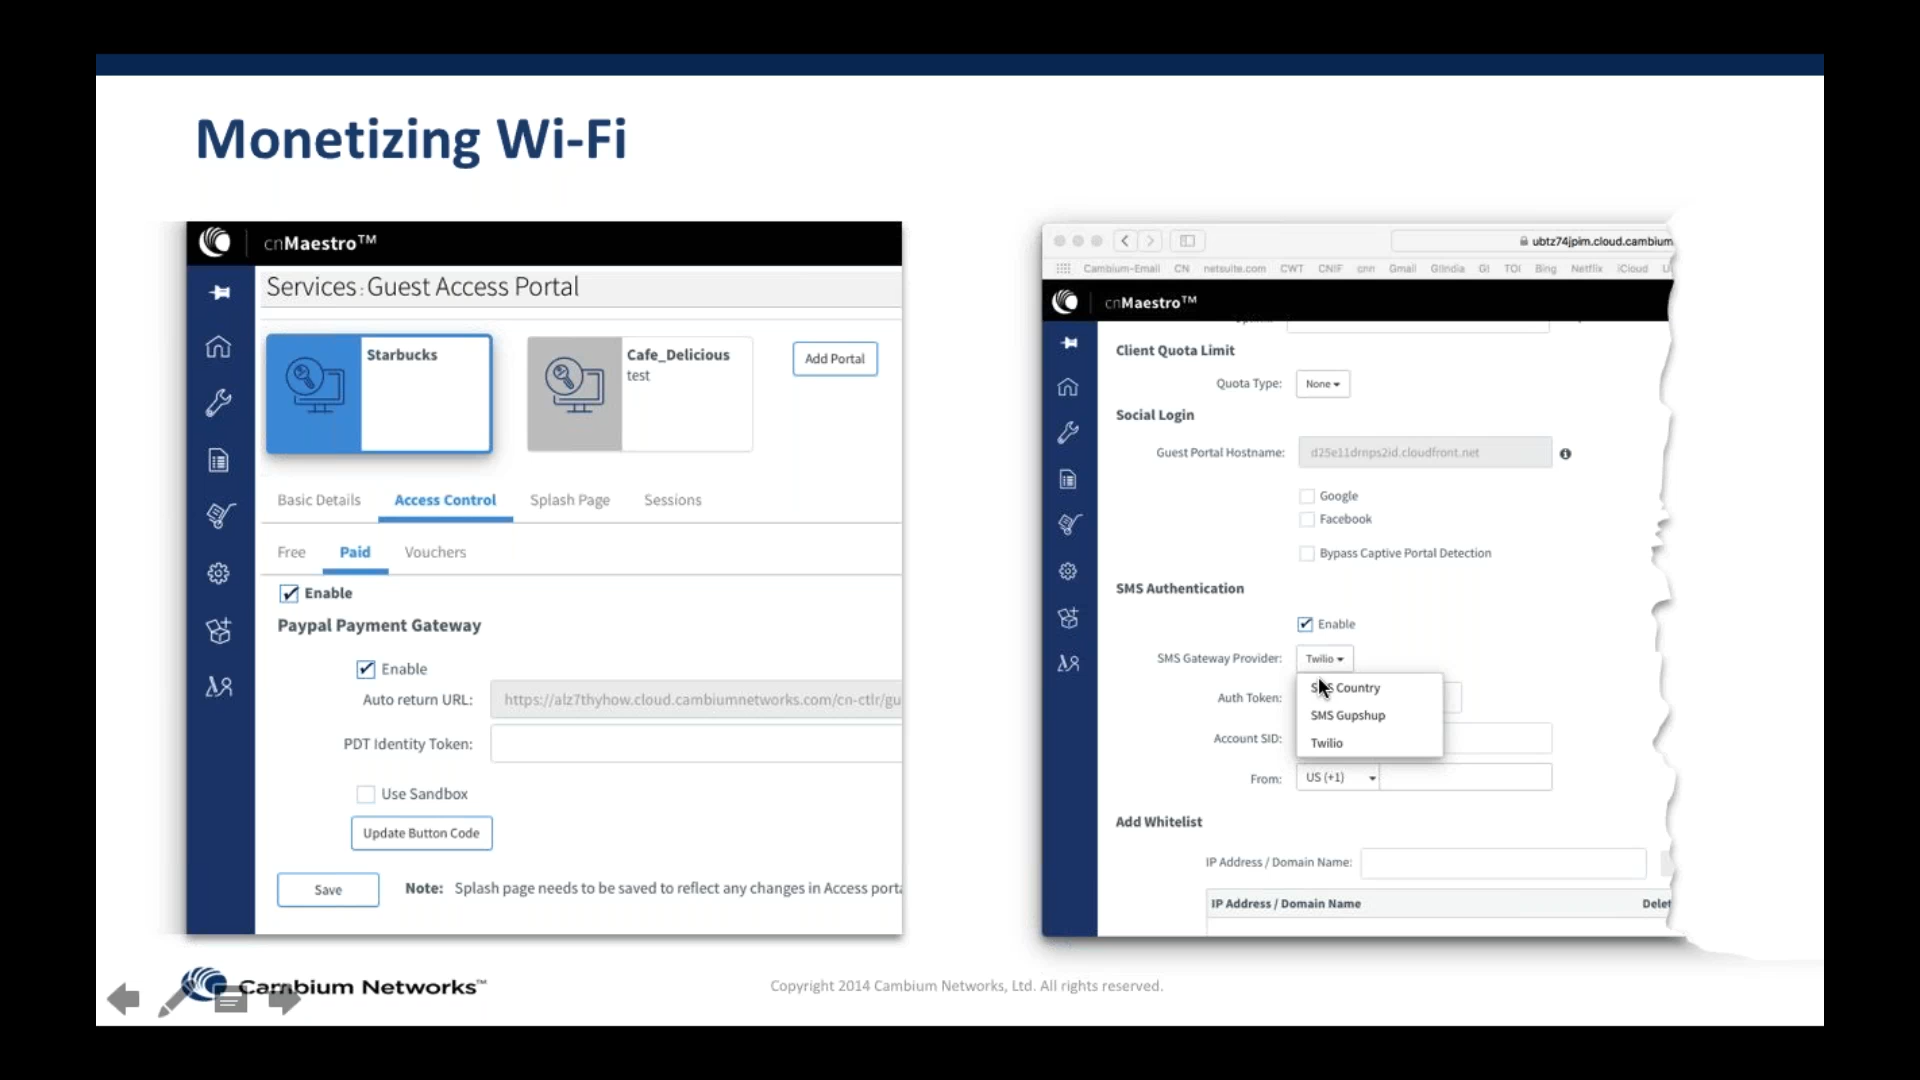 Monetizing Wi-Fi
cnMaestro™
Services : Guest Access Portal
Starbucks
Cafe_Delicious
test
Add Portal
Basic Details Access Control Splash Page Sessions
Free Paid Vouchers
Enable
Paypal Payment Gateway
Enable
Auto return URL: https://alz7thyhow.cloud.cambiumnetworks.com/cn-ctlr/gu
PDT Identity Token:
Use Sandbox
Update Button Code
Save Note: Splash page needs to be saved to reflect any changes in Access porta
ubtz74jpim.cloud.cambium
Cambium-Email CN netsuite.com CWT CNIF cnn Gmail GIIndia GI TOI Bing Netflix iCloud
cnMaestro™
Client Quota Limit
Quota Type: None
Social Login
Guest Portal Hostname: d25e11drnps2id.cloudfront.net
Google
Facebook
Bypass Captive Portal Detection
SMS Authentication
Enable
SMS Gateway Provider: Twilio
SMS Country
Auth Token:
SMS Gupshup
Account SID:
Twilio
From: US (+1)
Add Whitelist
IP Address / Domain Name:
IP Address / Domain Name Delet
Cambium Networks™
Copyright 2014 Cambium Networks, Ltd. All rights reserved.